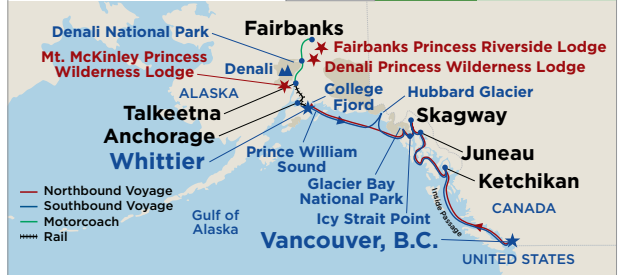 Fairbanks
Denali National Park
Fairbanks Princess Riverside Lodge
Mt. McKinley Princess
Wilderness Lodge
Denali Princess Wilderness Lodge
Denali
ALASKA
College
Fjord
Hubbard Glacier
Talkeetna
Skagway
Anchorage
Whittier
Prince William
Sound
Juneau
Glacier Bay
National Park
Ketchikan
Northbound Voyage
Southbound Voyage
Motorcoach
Rail
Gulf of
Alaska
Icy Strait Point
Inside Passage
CANADA
Vancouver, B.C.
UNITED STATES